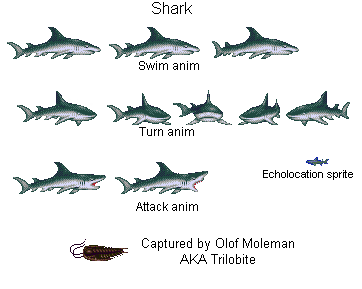 Shark
Swim anim
Turn anim
Echolocation sprite
Attack anim
Captured by Olof Moleman
AKA Trilobite